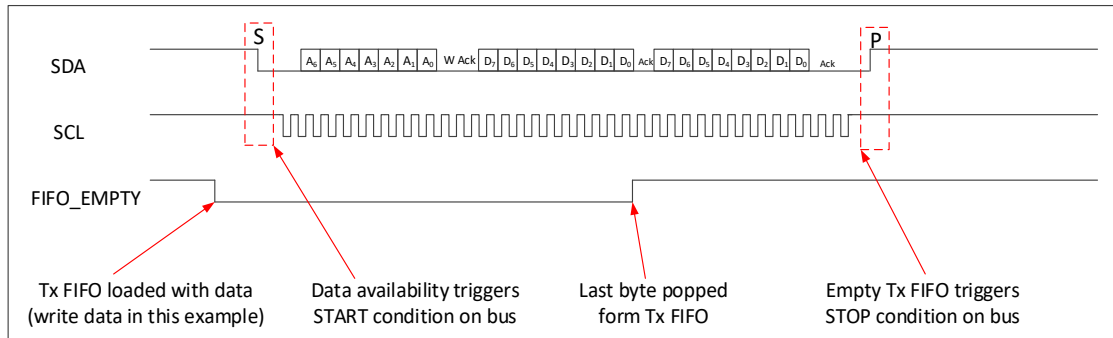 S
P
SDA
A6 A5 A4 A3 A2 A1 A0 W Ack D7 D6 D5 D4 D3 D2 D1 D0 Ack D7 D6 D5 D4 D3 D2 D1 D0 Ack
SCL
FIFO_EMPTY
Tx FIFO loaded with data
(write data in this example)
Data availability triggers
START condition on bus
Last byte popped
form Tx FIFO
Empty Tx FIFO triggers
STOP condition on bus